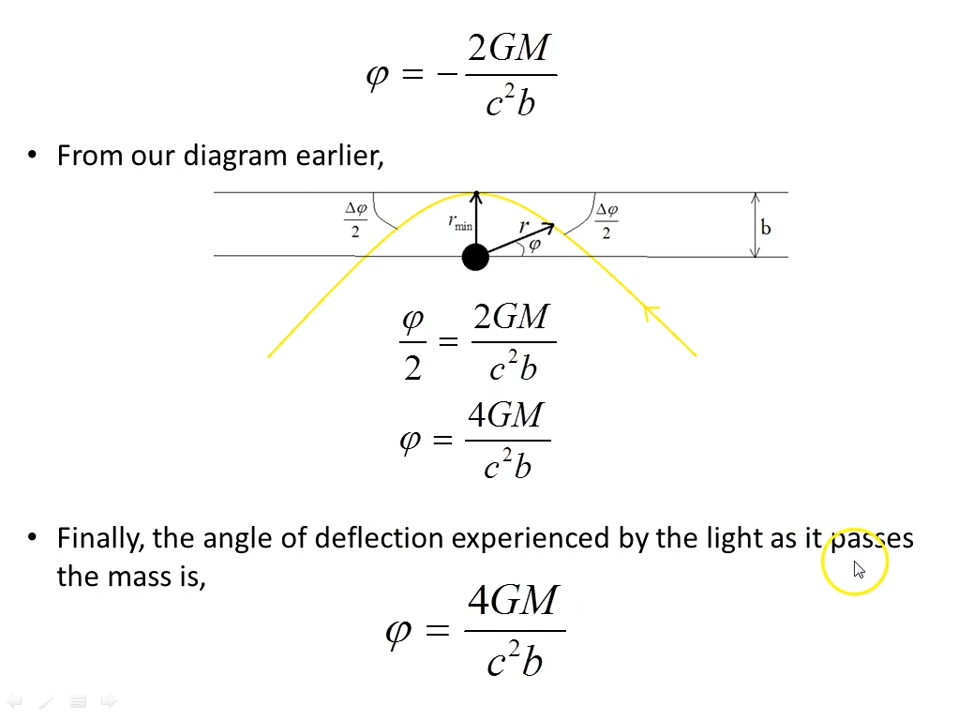 φ = − 2GM / c²b
• From our diagram earlier,
Δφ/2 r_min r φ Δφ/2 b
φ/2 = 2GM / c²b
φ = 4GM / c²b
• Finally, the angle of deflection experienced by the light as it passes
the mass is,
φ = 4GM / c²b